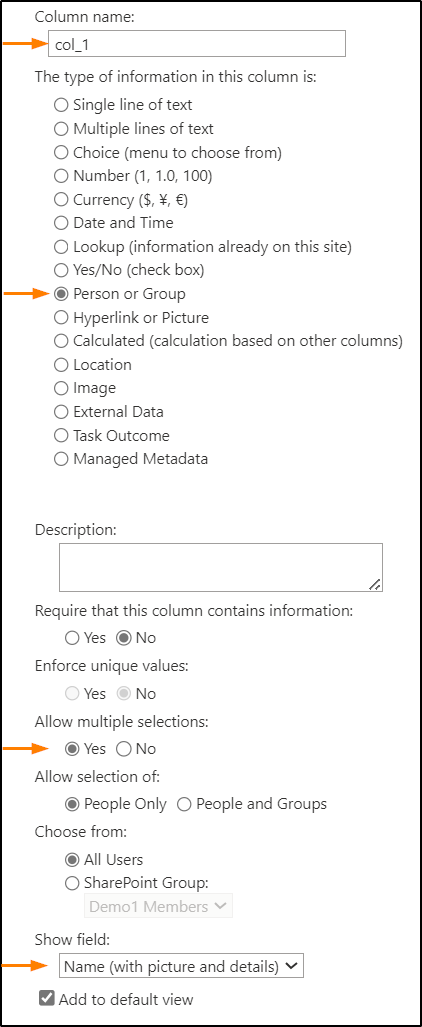 Column name:
col_1
The type of information in this column is:
Single line of text
Multiple lines of text
Choice (menu to choose from)
Number (1, 1.0, 100)
Currency ($, ¥, €)
Date and Time
Lookup (information already on this site)
Yes/No (check box)
Person or Group
Hyperlink or Picture
Calculated (calculation based on other columns)
Location
Image
External Data
Task Outcome
Managed Metadata
Description:
Require that this column contains information:
Yes No
Enforce unique values:
Yes No
Allow multiple selections:
Yes No
Allow selection of:
People Only People and Groups
Choose from:
All Users
SharePoint Group:
Demo1 Members
Show field:
Name (with picture and details)
Add to default view